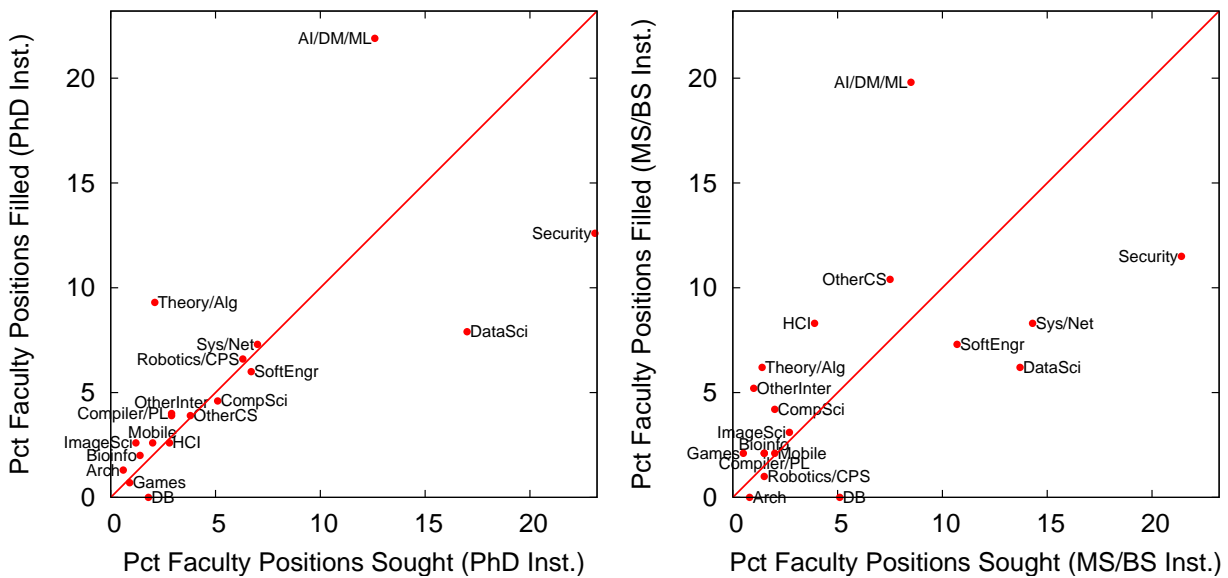 Pct Faculty Positions Filled (PhD Inst.)
20
15
10
5
0
AI/DM/ML
Security
Theory/Alg
DataSci
Sys/Net
Robotics/CPS
SoftEngr
OtherInter
CompSci
Compiler/PL
OtherCS
Mobile
ImageSci
HCI
Bioinfo
Arch
Games
DB
0 5 10 15 20
Pct Faculty Positions Sought (PhD Inst.)
Pct Faculty Positions Filled (MS/BS Inst.)
20
15
10
5
0
AI/DM/ML
Security
OtherCS
HCI
Sys/Net
SoftEngr
Theory/Alg
DataSci
OtherInter
CompSci
ImageSci
Bioinfo
Games
Mobile
Compiler/PL
Robotics/CPS
Arch
DB
0 5 10 15 20
Pct Faculty Positions Sought (MS/BS Inst.)